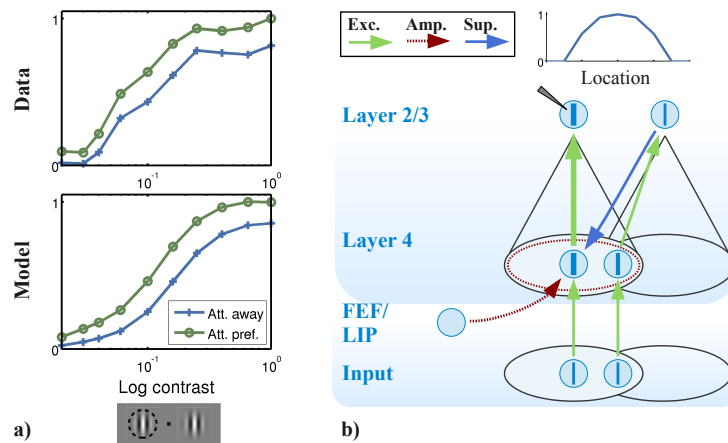 1
Data
0
10⁻¹
10⁰
1
Model
Att. away
Att. pref.
0
10⁻¹
10⁰
Log contrast
a)
Exc.
Amp.
Sup.
1
0
Location
Layer 2/3
Layer 4
FEF/
LIP
Input
b)